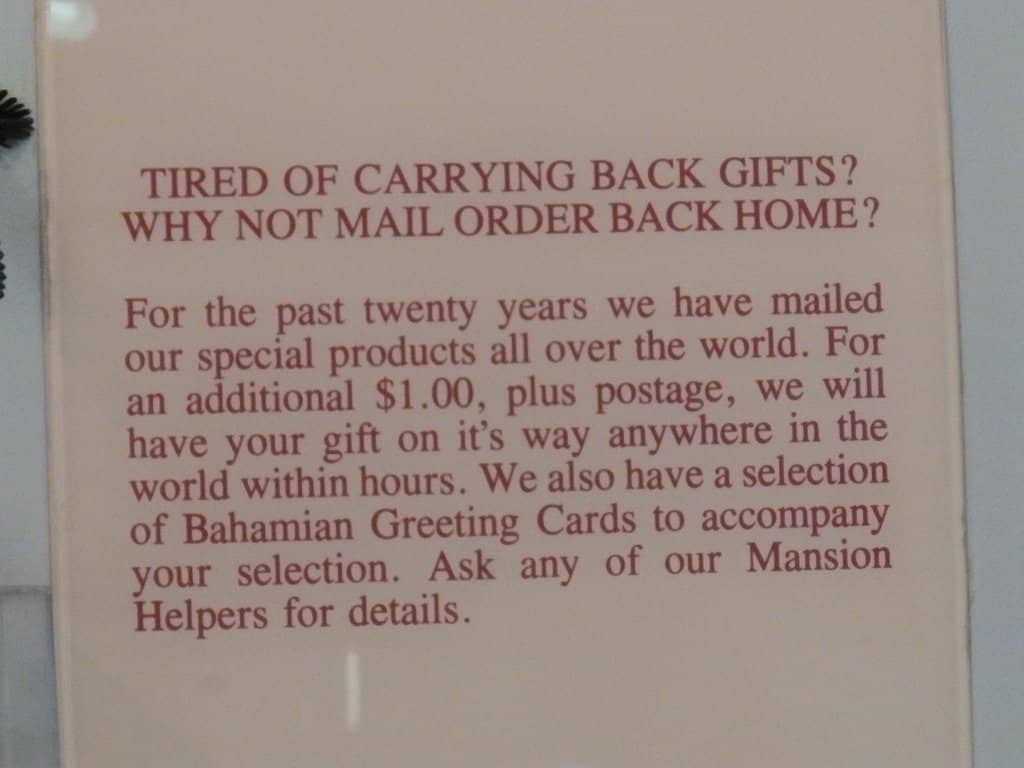 TIRED OF CARRYING BACK GIFTS?
WHY NOT MAIL ORDER BACK HOME?
For the past twenty years we have mailed
our special products all over the world. For
an additional $1.00, plus postage, we will
have your gift on it's way anywhere in the
world within hours. We also have a selection
of Bahamian Greeting Cards to accompany
your selection. Ask any of our Mansion
Helpers for details.